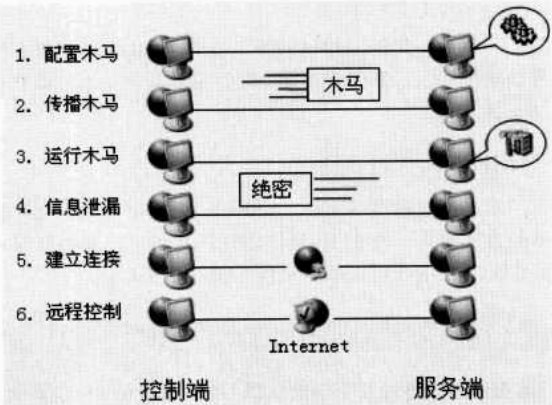 1. 配置木马
木马
2. 传播木马
3. 运行木马
绝密
4. 信息泄漏
5. 建立连接
6. 远程控制
Internet
控制端
服务端